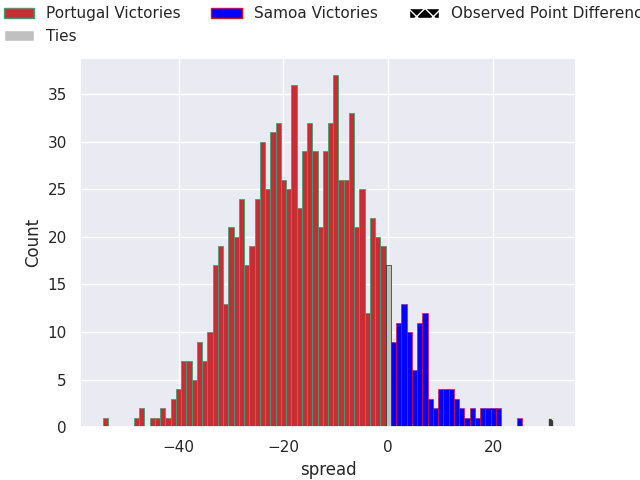 Portugal Victories Samoa Victories Observed Point Differenc
Ties
35
30
25
20
15
10
5
0
Count
−40 −20 0 20
spread